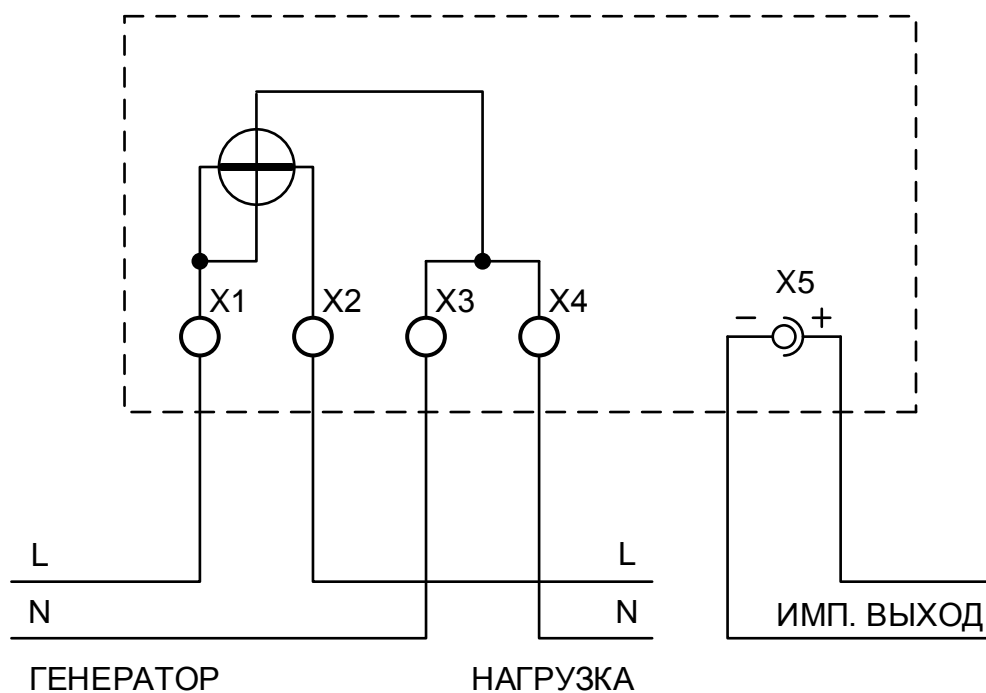 X5
X1 X2 X3 X4
− +
L L
N N ИМП. ВЫХОД
ГЕНЕРАТОР НАГРУЗКА